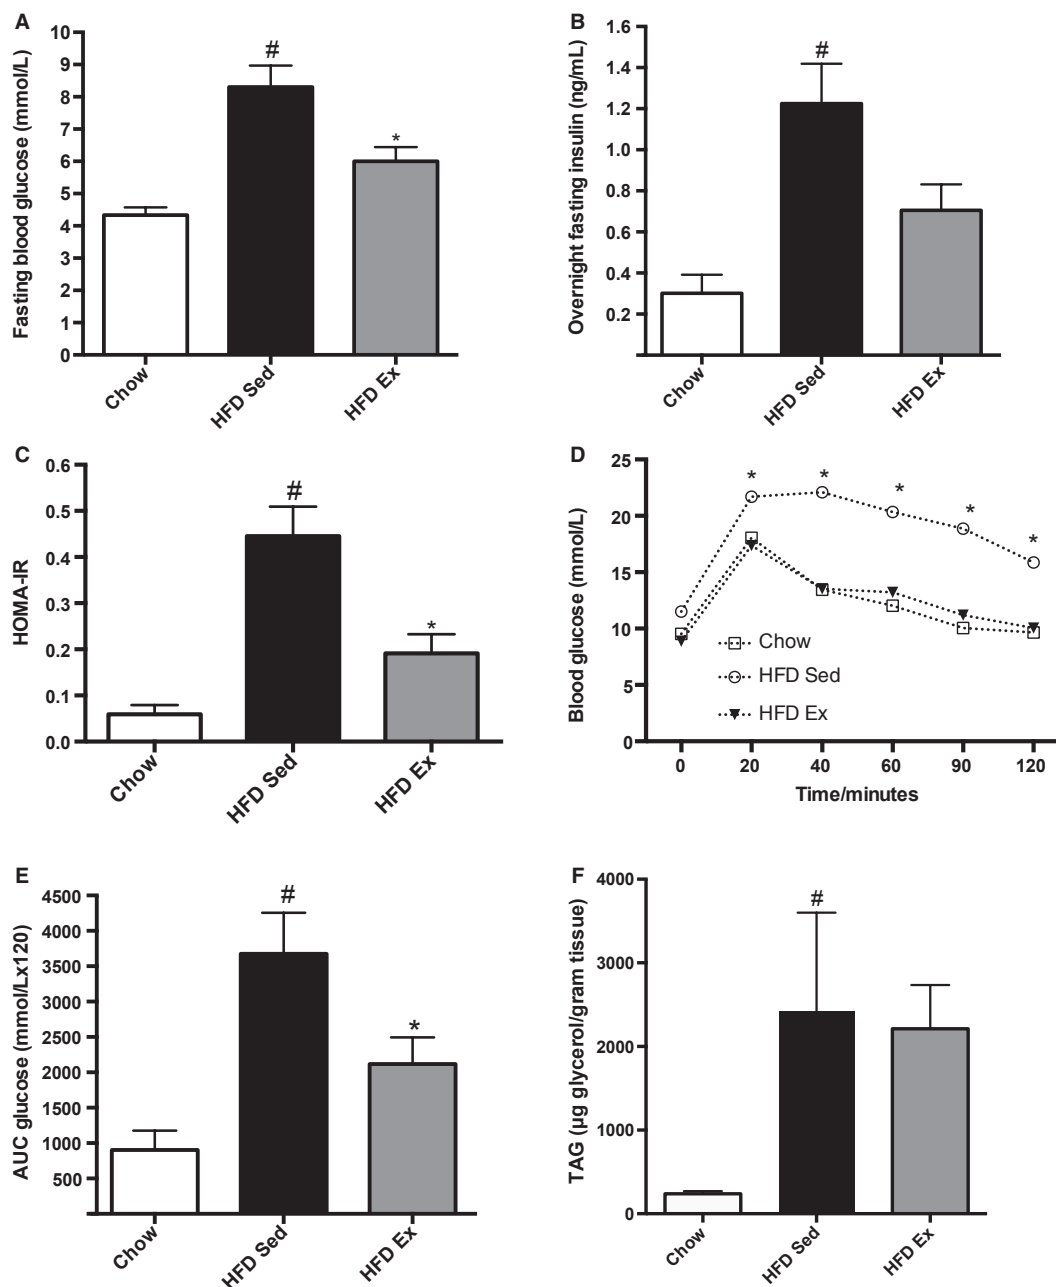 A
Fasting blood glucose (mmol/L)
10
9
8
7
6
5
4
3
2
1
0
#
*
Chow
HFD Sed
HFD Ex
B
Overnight fasting insulin (ng/mL)
1.6
1.4
1.2
1.0
0.8
0.6
0.4
0.2
#
Chow
HFD Sed
HFD Ex
C
HOMA-IR
0.6
0.5
0.4
0.3
0.2
0.1
0.0
#
*
Chow
HFD Sed
HFD Ex
D
Blood glucose (mmol/L)
25
20
15
10
5
0
* * * * *
Chow
HFD Sed
HFD Ex
0 20 40 60 90 120
Time/minutes
E
AUC glucose (mmol/Lx120)
4500
4000
3500
3000
2500
2000
1500
1000
500
#
*
Chow
HFD Sed
HFD Ex
F
TAG (µg glycerol/gram tissue)
4000
3000
2000
1000
0
#
Chow
HFD Sed
HFD Ex